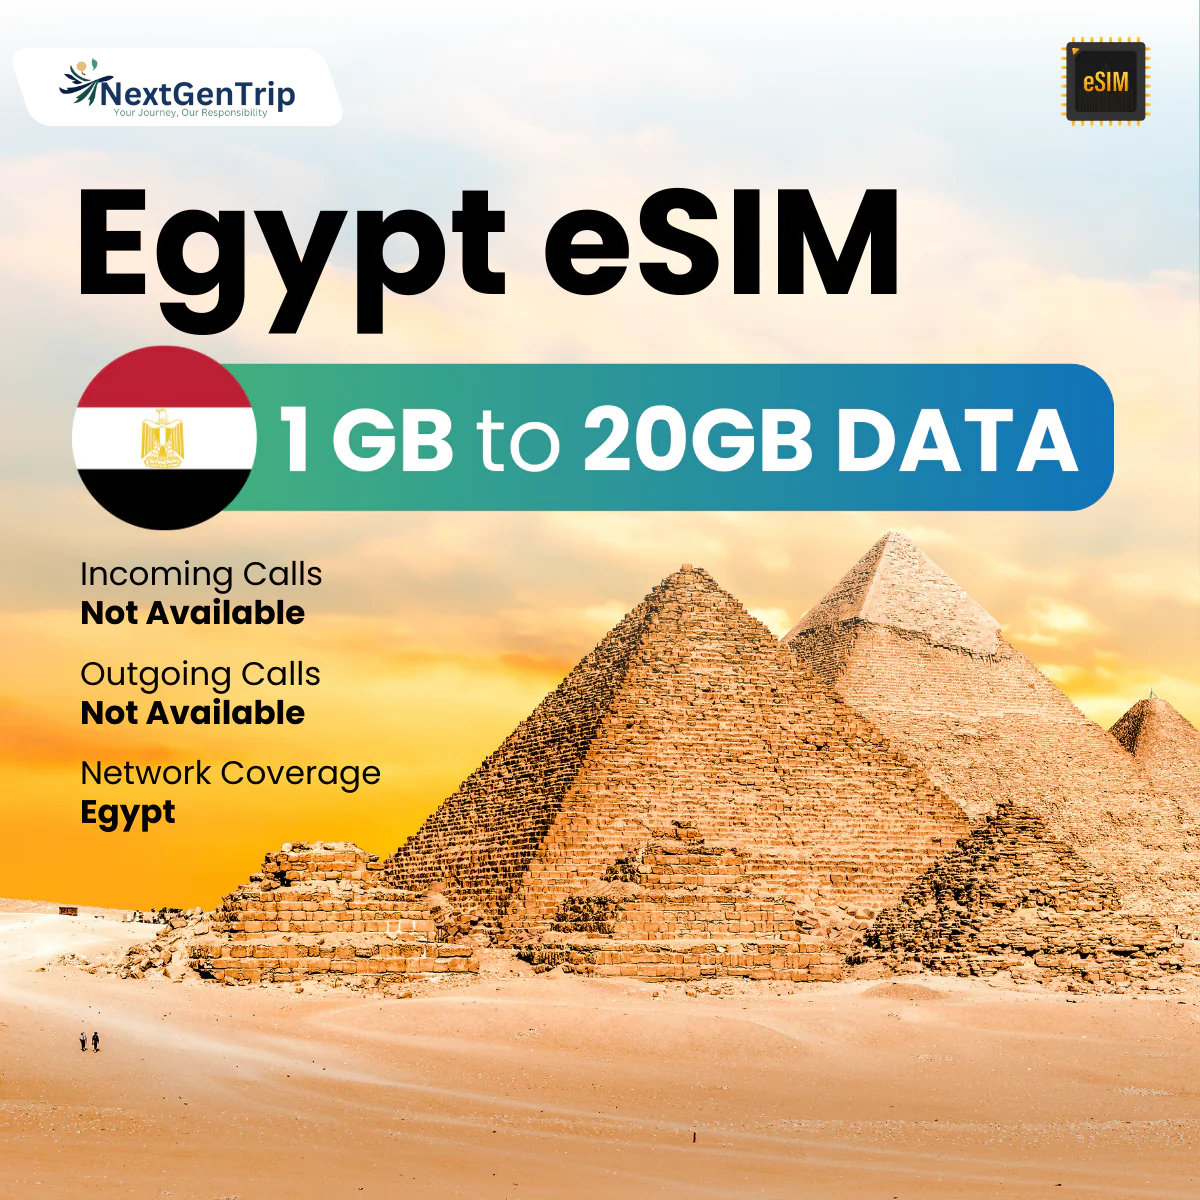 NextGenTrip
Your Journey, Our Responsibility
eSIM
Egypt eSIM
1 GB to 20GB DATA
Incoming Calls
Not Available
Outgoing Calls
Not Available
Network Coverage
Egypt